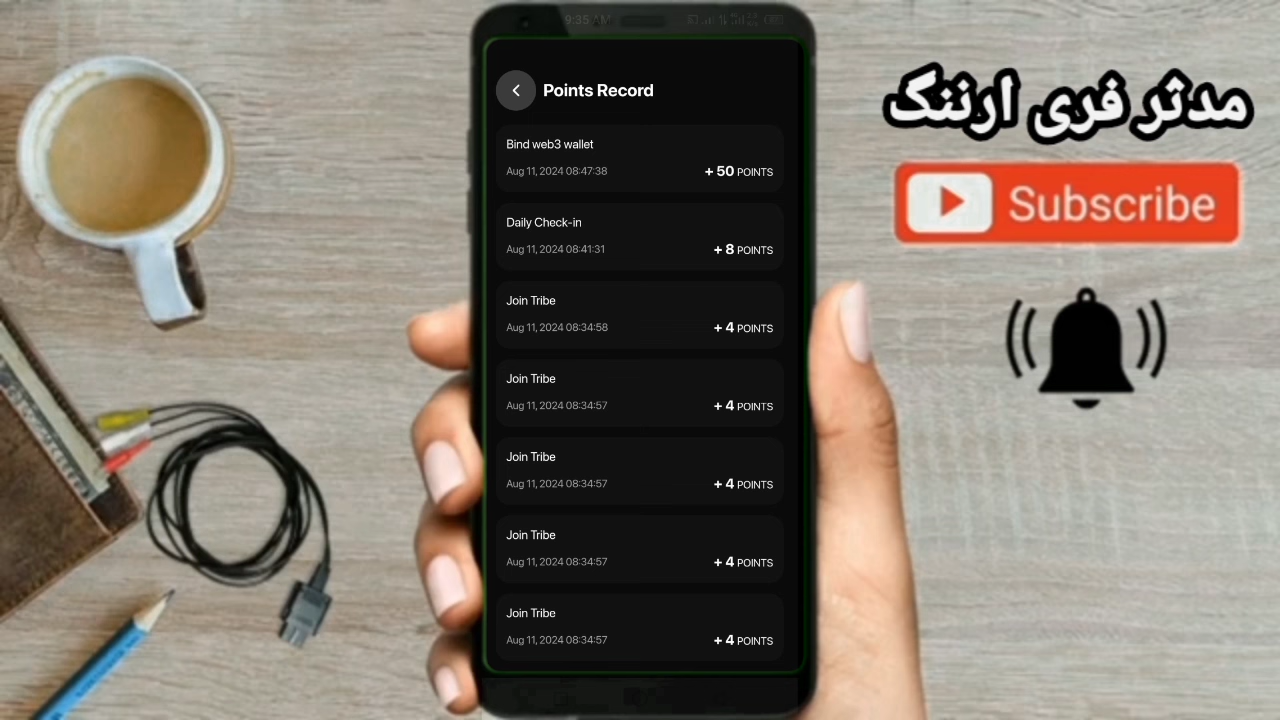 9:35 AM
Points Record
Bind web3 wallet
Aug 11, 2024 08:47:38
+ 50 POINTS
Daily Check-in
Aug 11, 2024 08:41:31
+ 8 POINTS
Join Tribe
Aug 11, 2024 08:34:58
+ 4 POINTS
Join Tribe
Aug 11, 2024 08:34:57
+ 4 POINTS
Join Tribe
Aug 11, 2024 08:34:57
+ 4 POINTS
Join Tribe
Aug 11, 2024 08:34:57
+ 4 POINTS
Join Tribe
Aug 11, 2024 08:34:57
+ 4 POINTS
مدثر فری ارننگ
Subscribe